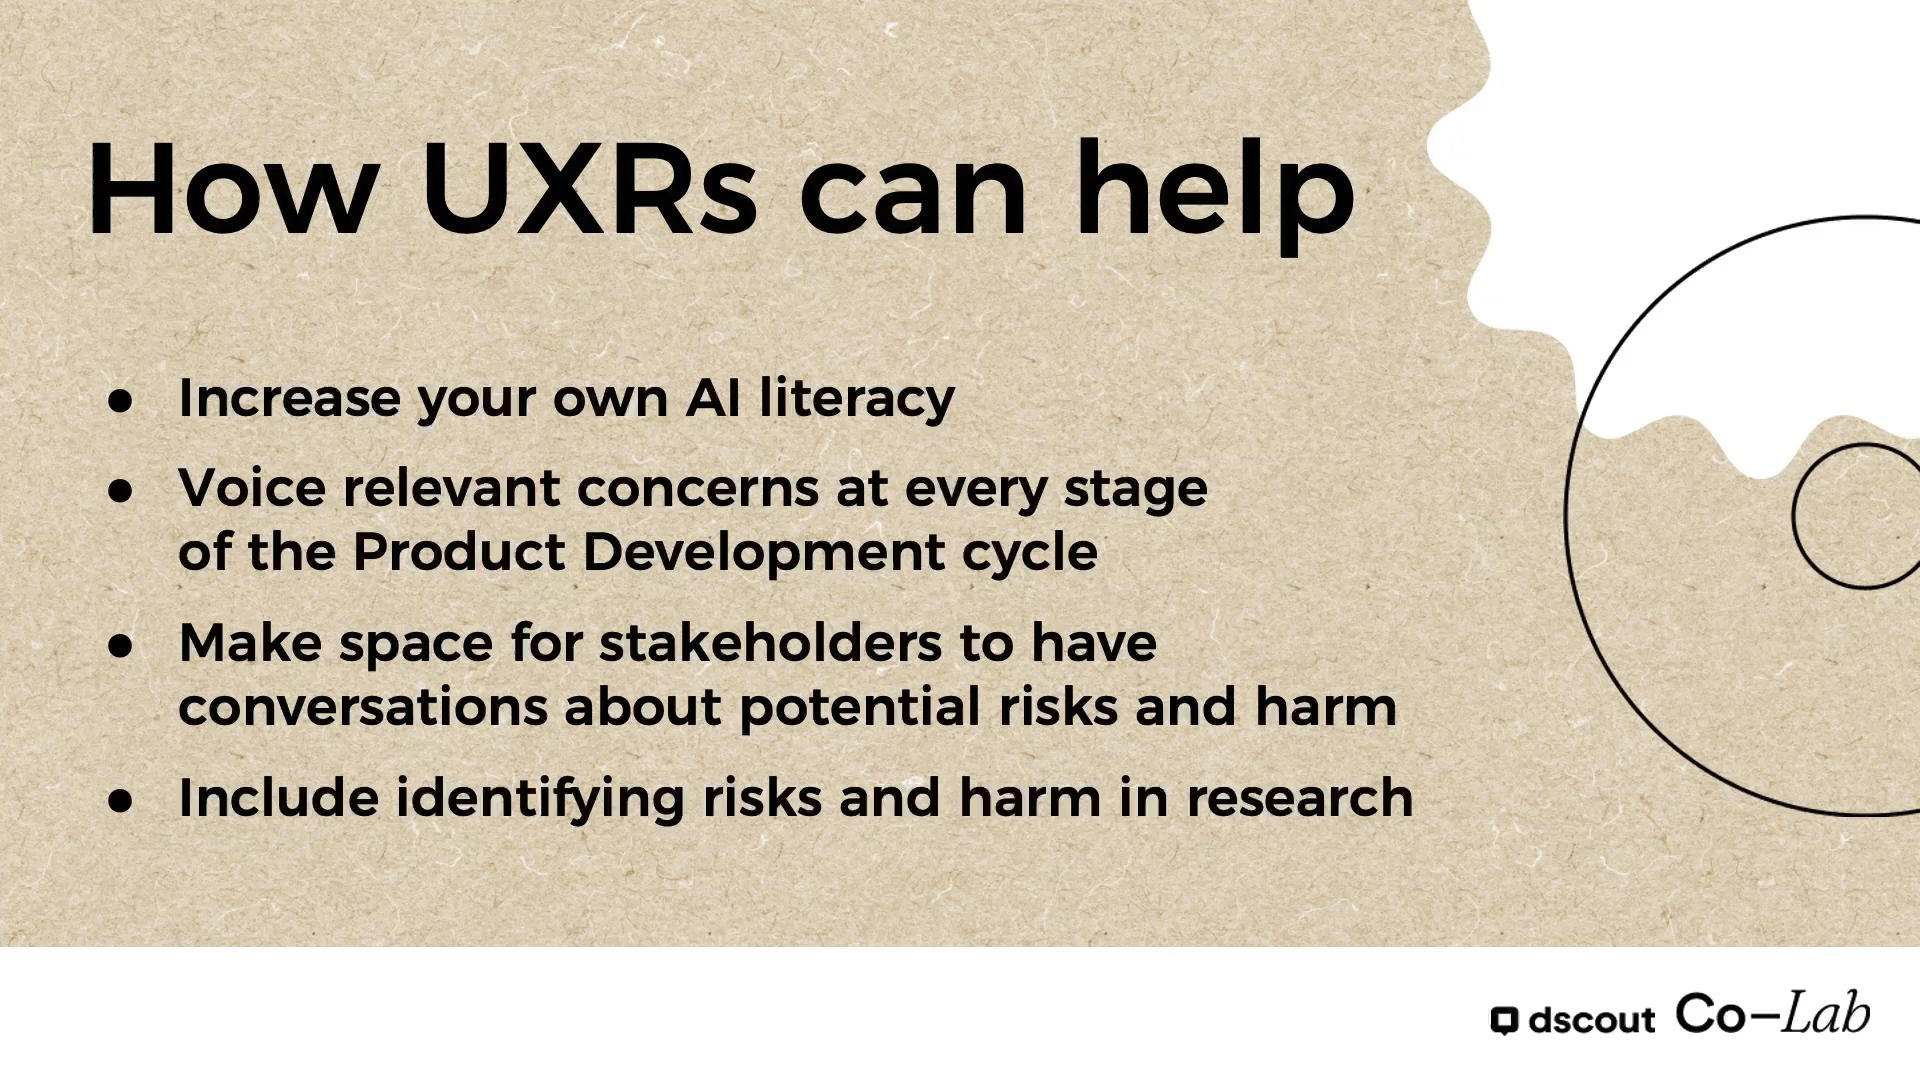 How UXRs can help
● Increase your own AI literacy
● Voice relevant concerns at every stage
of the Product Development cycle
● Make space for stakeholders to have
conversations about potential risks and harm
● Include identifying risks and harm in research
dscout Co–Lab